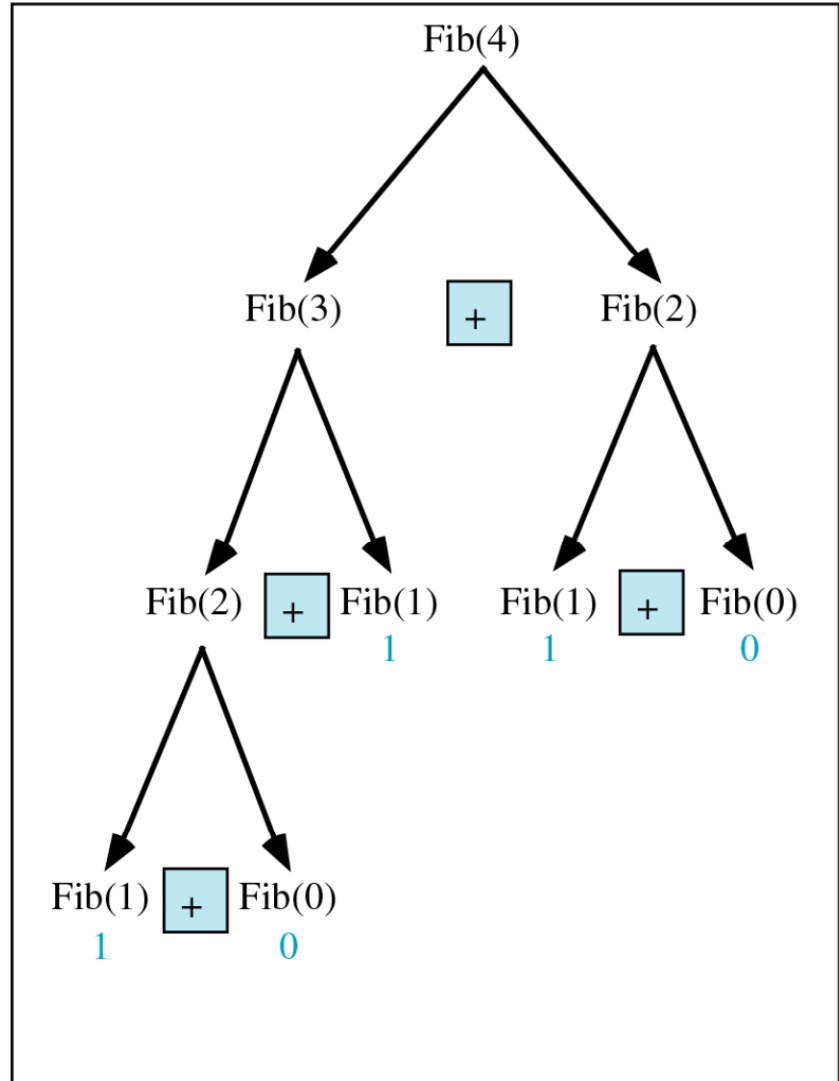 Fib(4)
Fib(3) + Fib(2)
Fib(2) + Fib(1) Fib(1) + Fib(0)
1 1 0
Fib(1) + Fib(0)
1 0